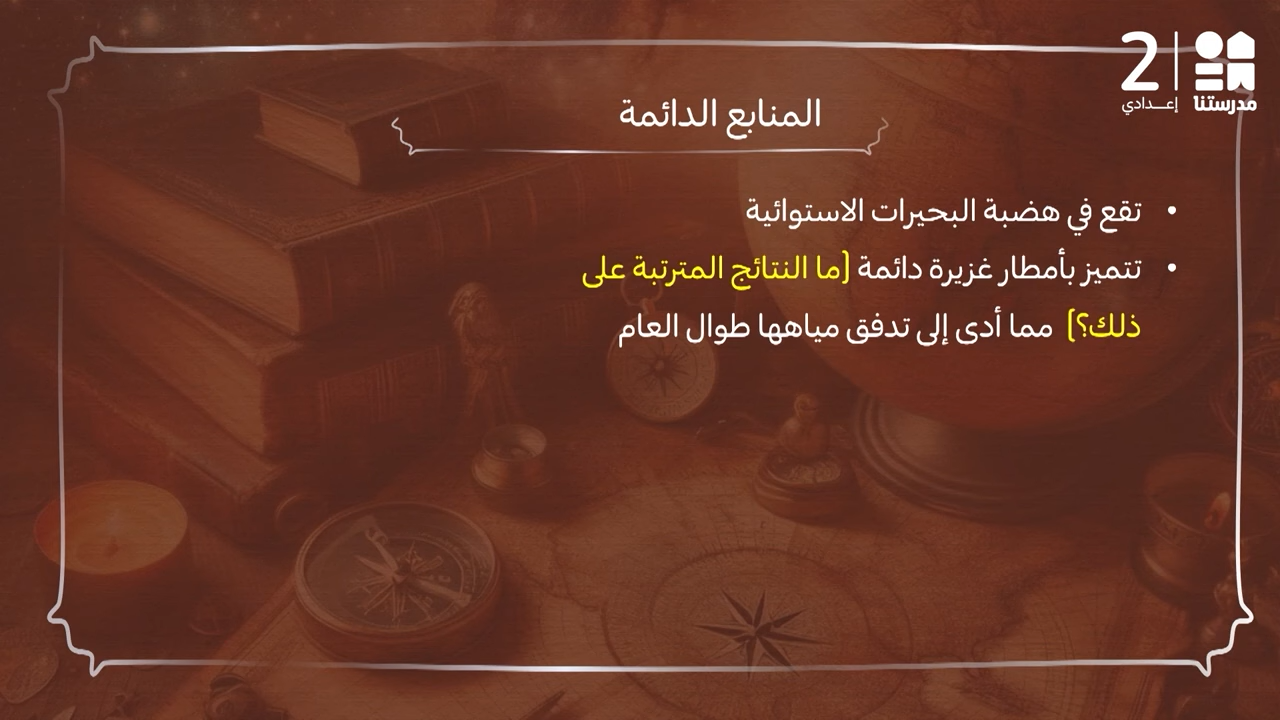 مدرستنا
2
إعــدادي
المنابع الدائمة
• تقع في هضبة البحيرات الاستوائية
• تتميز بأمطار غزيرة دائمة (ما النتائج المترتبة على
ذلك؟) مما أدى إلى تدفق مياهها طوال العام